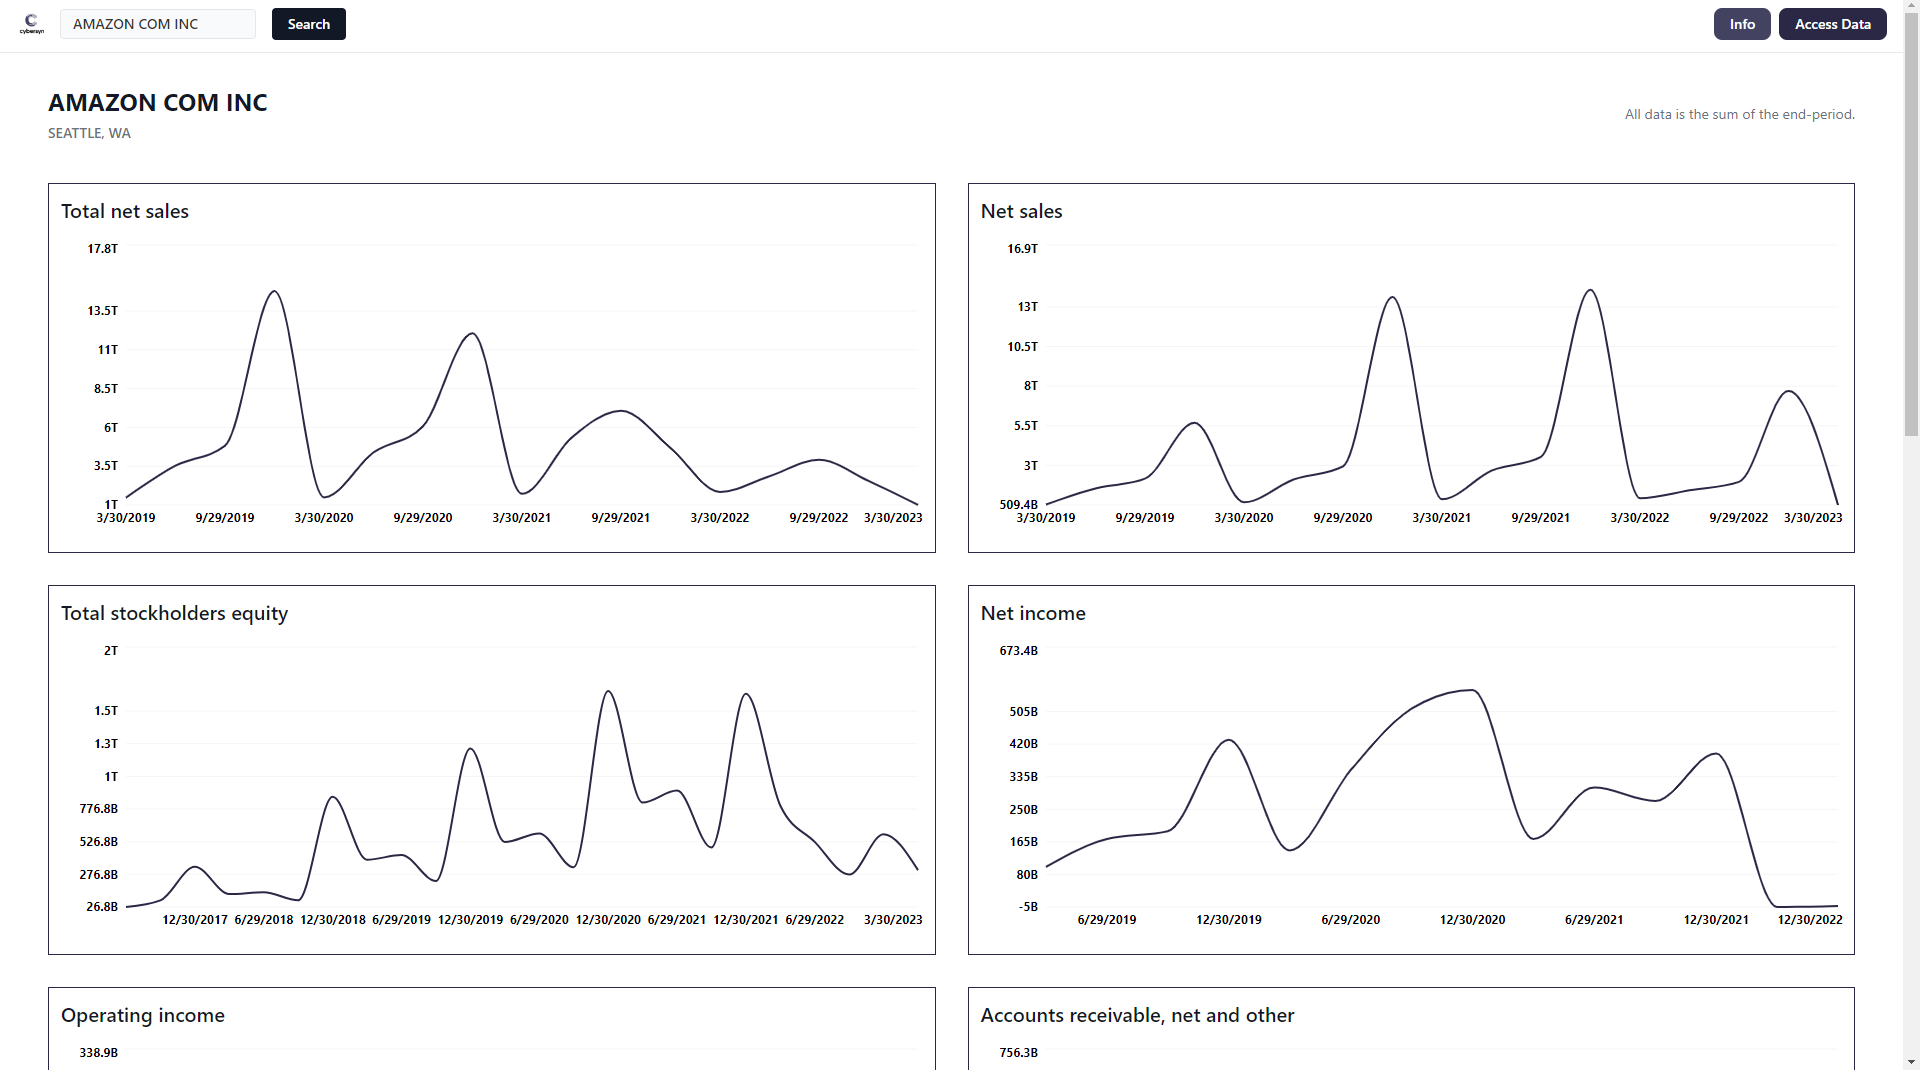 cybersyn
AMAZON COM INC
Search
Info
Access Data
AMAZON COM INC
SEATTLE, WA
All data is the sum of the end-period.
Total net sales
17.8T
13.5T
11T
8.5T
6T
3.5T
1T
3/30/2019 9/29/2019 3/30/2020 9/29/2020 3/30/2021 9/29/2021 3/30/2022 9/29/2022 3/30/2023
Net sales
16.9T
13T
10.5T
8T
5.5T
3T
509.4B
3/30/2019 9/29/2019 3/30/2020 9/29/2020 3/30/2021 9/29/2021 3/30/2022 9/29/2022 3/30/2023
Total stockholders equity
2T
1.5T
1.3T
1T
776.8B
526.8B
276.8B
26.8B
12/30/2017 6/29/2018 12/30/2018 6/29/2019 12/30/2019 6/29/2020 12/30/2020 6/29/2021 12/30/2021 6/29/2022 3/30/2023
Net income
673.4B
505B
420B
335B
250B
165B
80B
-5B
6/29/2019 12/30/2019 6/29/2020 12/30/2020 6/29/2021 12/30/2021 12/30/2022
Operating income
338.9B
Accounts receivable, net and other
756.3B